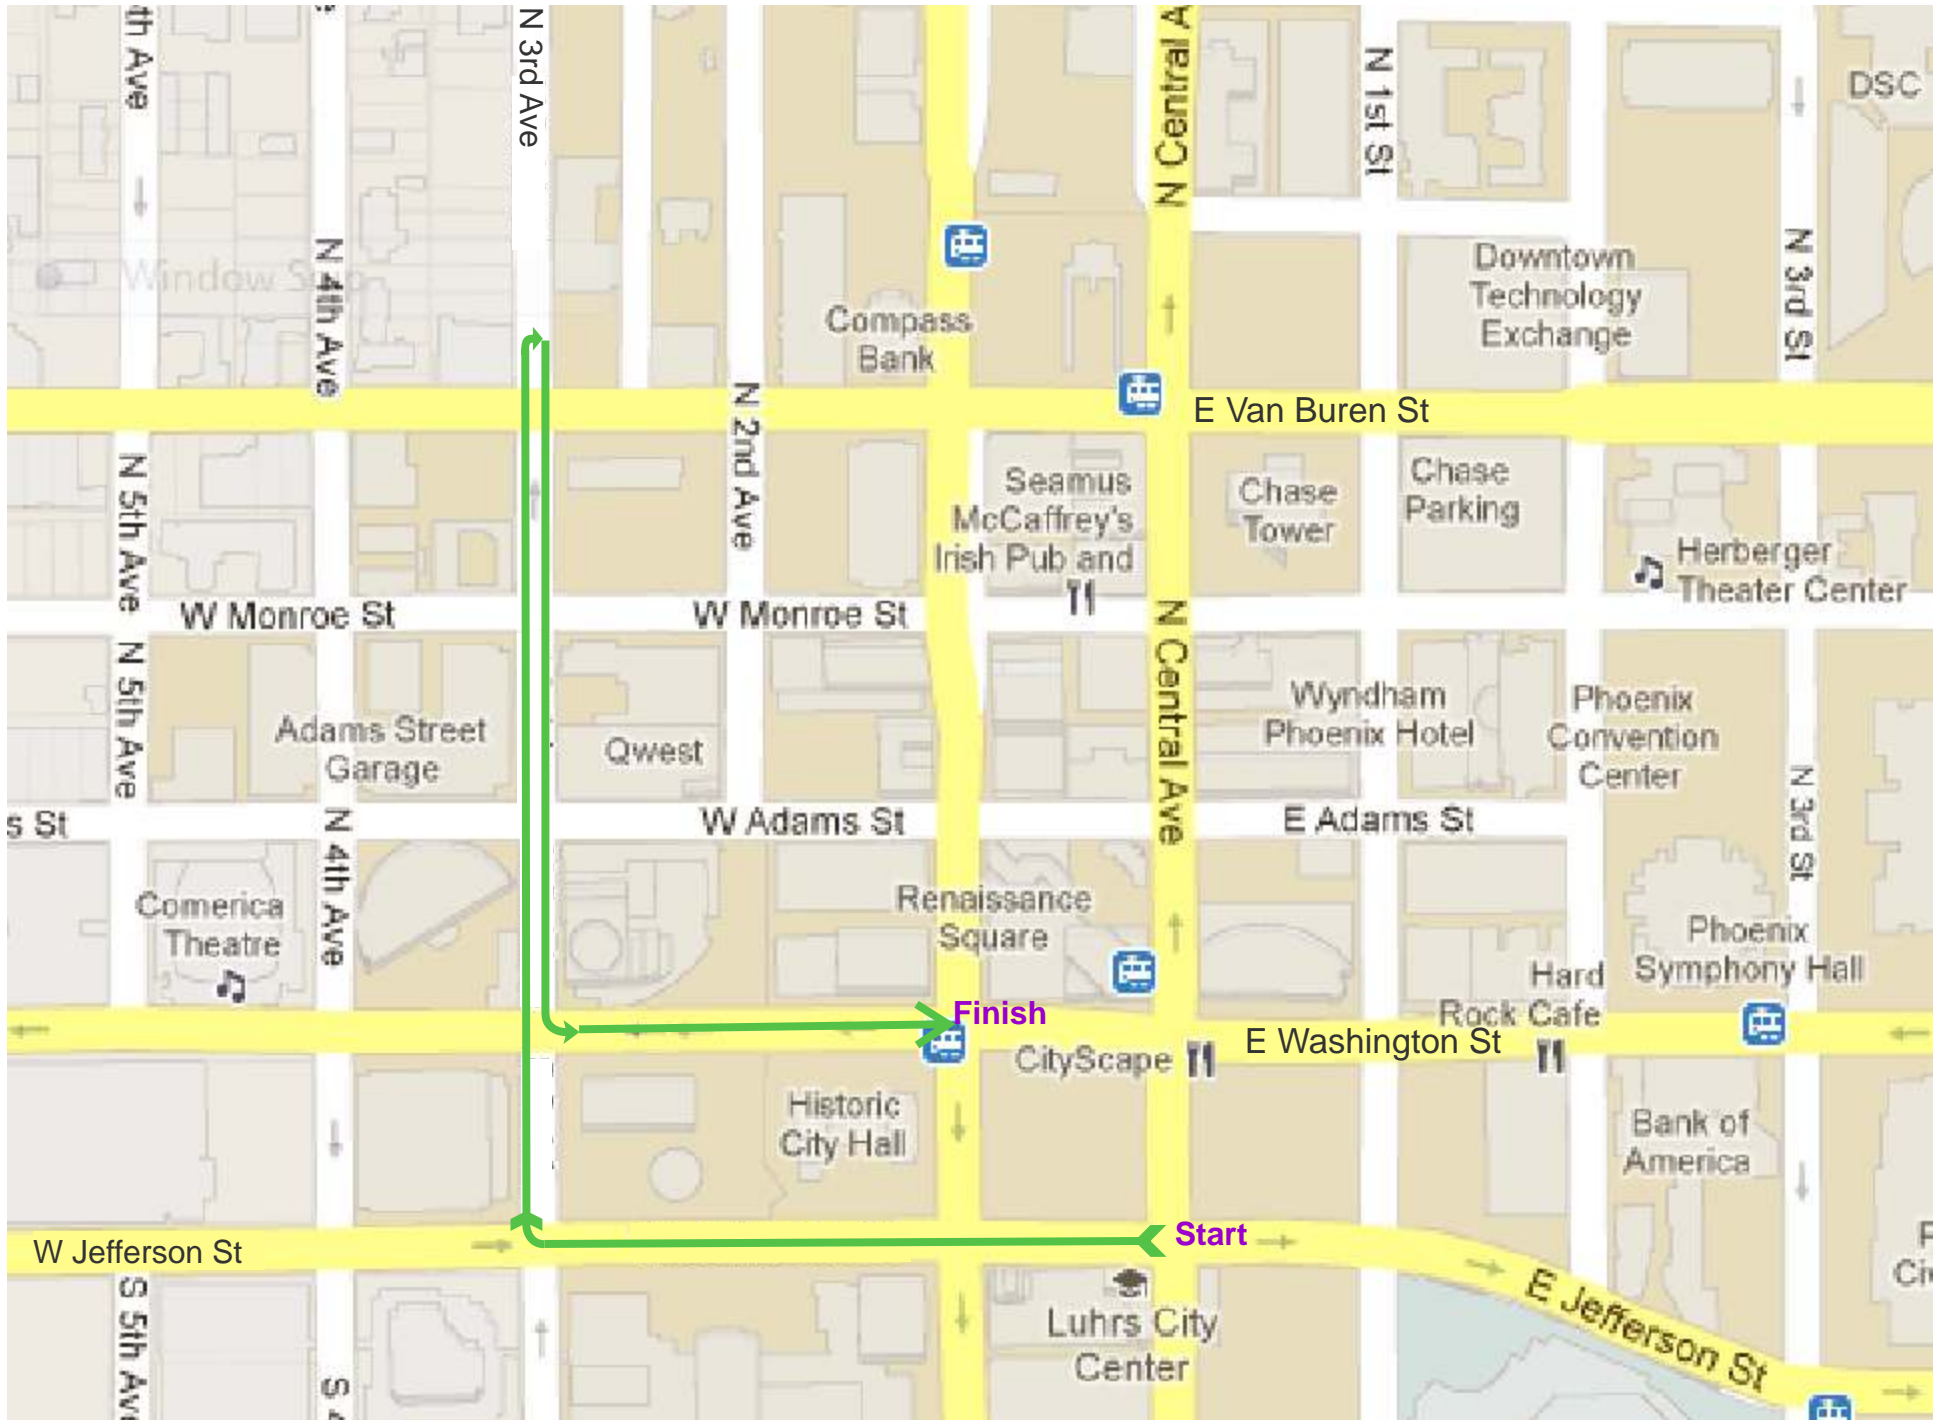 th Ave
N 3rd Ave
N Central A
N 1st St
DSC
N 4th Ave
N 3rd St
Window S
Downtown
Technology
Exchange
Compass
Bank
N 2nd Ave
E Van Buren St
N 5th Ave
Seamus
McCaffrey's
Irish Pub and
Chase
Tower
Chase
Parking
Herberger
Theater Center
W Monroe St
W Monroe St
N 5th Ave
N Central Ave
Adams Street
Garage
Qwest
Wyndham
Phoenix Hotel
Phoenix
Convention
Center
N 3rd St
s St
N 4th Ave
W Adams St
E Adams St
Comerica
Theatre
Renaissance
Square
Phoenix
Symphony Hall
Hard
Rock Cafe
Finish
CityScape
E Washington St
Historic
City Hall
Bank of
America
Start
W Jefferson St
S 5th Ave
S 4
Luhrs City
Center
E Jefferson St
P
Civ